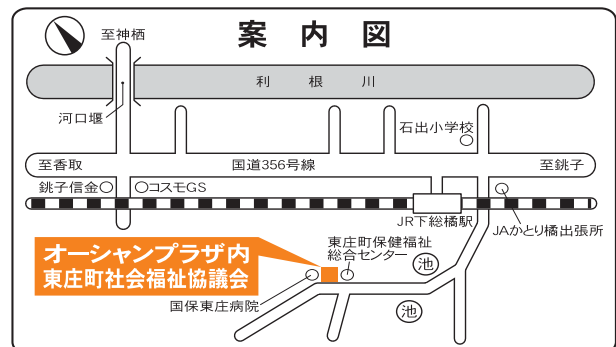 案内図
至神栖
利根川
河口堰
石出小学校
至香取
国道356号線
至銚子
銚子信金
コスモGS
JR下総橘駅
JAかとり橘出張所
オーシャンプラザ内
東庄町社会福祉協議会
東庄町保健福祉
総合センター
池
国保東庄病院
池